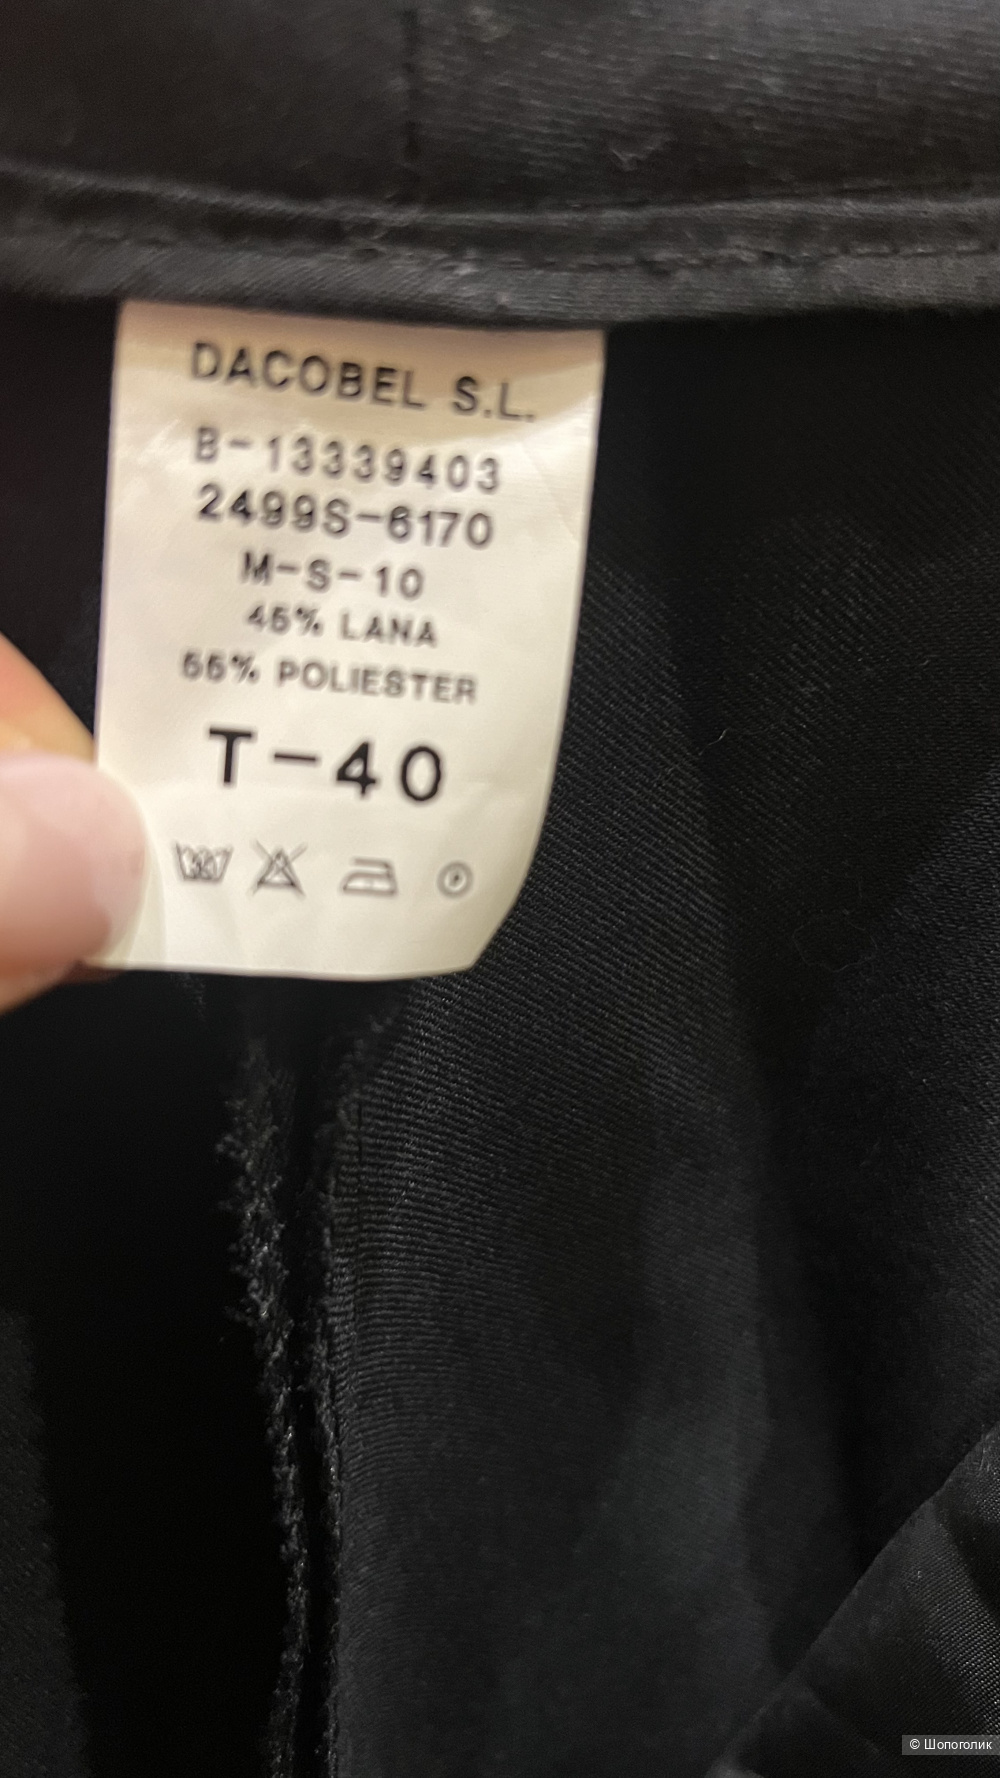 DACOBEL S.L.
B-13339403
2499S-6170
M-S-10
45% LANA
55% POLIESTER
T-40
P
© Шопоголик